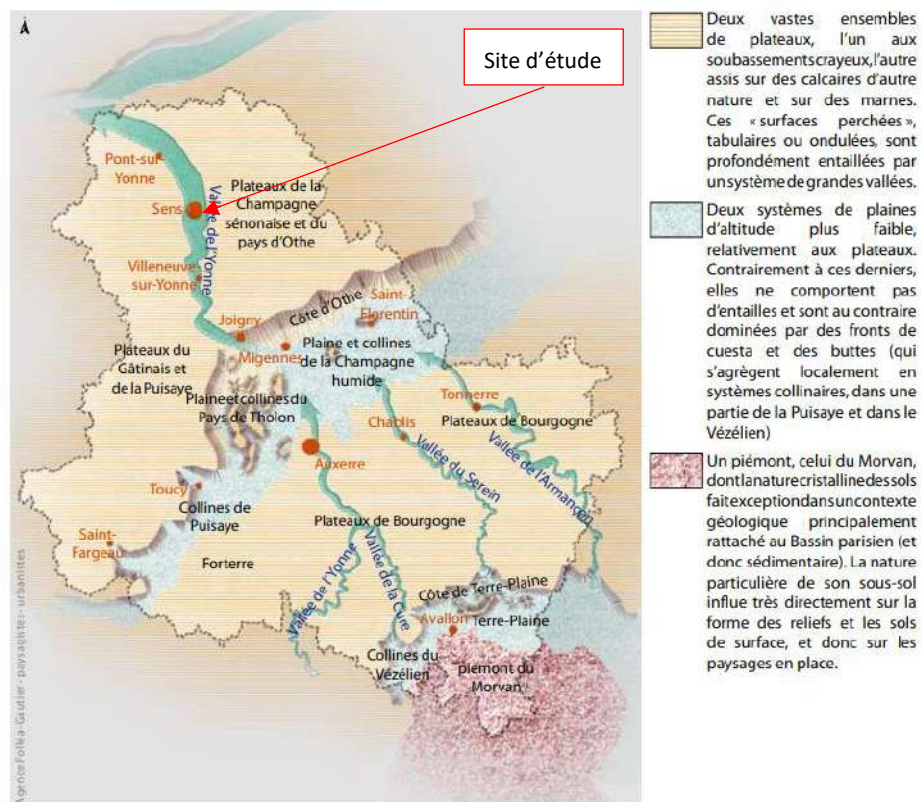 Site d'étude
Pont-sur-
Yonne
Sens
Vallée de l'Yonne
Plateaux de la
Champagne
sénonaise et du
pays d'Othe
Villeneuve-
sur-Yonne
Joigny
Côte d'Othe
Saint-
Florentin
Migennes
Plaine et collines
de la Champagne
humide
Plateaux du
Gâtinais et
de la Puisaye
Plaine et collines du
Pays de Tholon
Tonnerre
Chablis
Plateaux de Bourgogne
Vallée de l'Armançon
Vallée du Serein
Auxerre
Toucy
Collines
de Puisaye
Saint-
Fargeau
Forterre
Plateaux de Bourgogne
Vallée de l'Yonne
Vallée de la Cure
Côte de Terre-Plaine
Avallon
Terre-Plaine
Collines du
Vézélien
piémont du
Morvan
Agence Folléa-Gautier - paysagistes - urbanistes
Deux vastes ensembles
de plateaux, l'un aux
soubassements crayeux, l'autre
assis sur des calcaires d'autre
nature et sur des marnes.
Ces « surfaces perchées »,
tabulaires ou ondulées, sont
profondément entaillées par
un système de grandes vallées.
Deux systèmes de plaines
d'altitude plus faible,
relativement aux plateaux.
Contrairement à ces derniers,
elles ne comportent pas
d'entailles et sont au contraire
dominées par des fronts de
cuesta et des buttes (qui
s'agrègent localement en
systèmes collinaires, dans une
partie de la Puisaye et dans le
Vézélien)
Un piémont, celui du Morvan,
dont la nature cristalline des sols
fait exception dans un contexte
géologique principalement
rattaché au Bassin parisien (et
donc sédimentaire). La nature
particulière de son sous-sol
influe très directement sur la
forme des reliefs et les sols
de surface, et donc sur les
paysages en place.